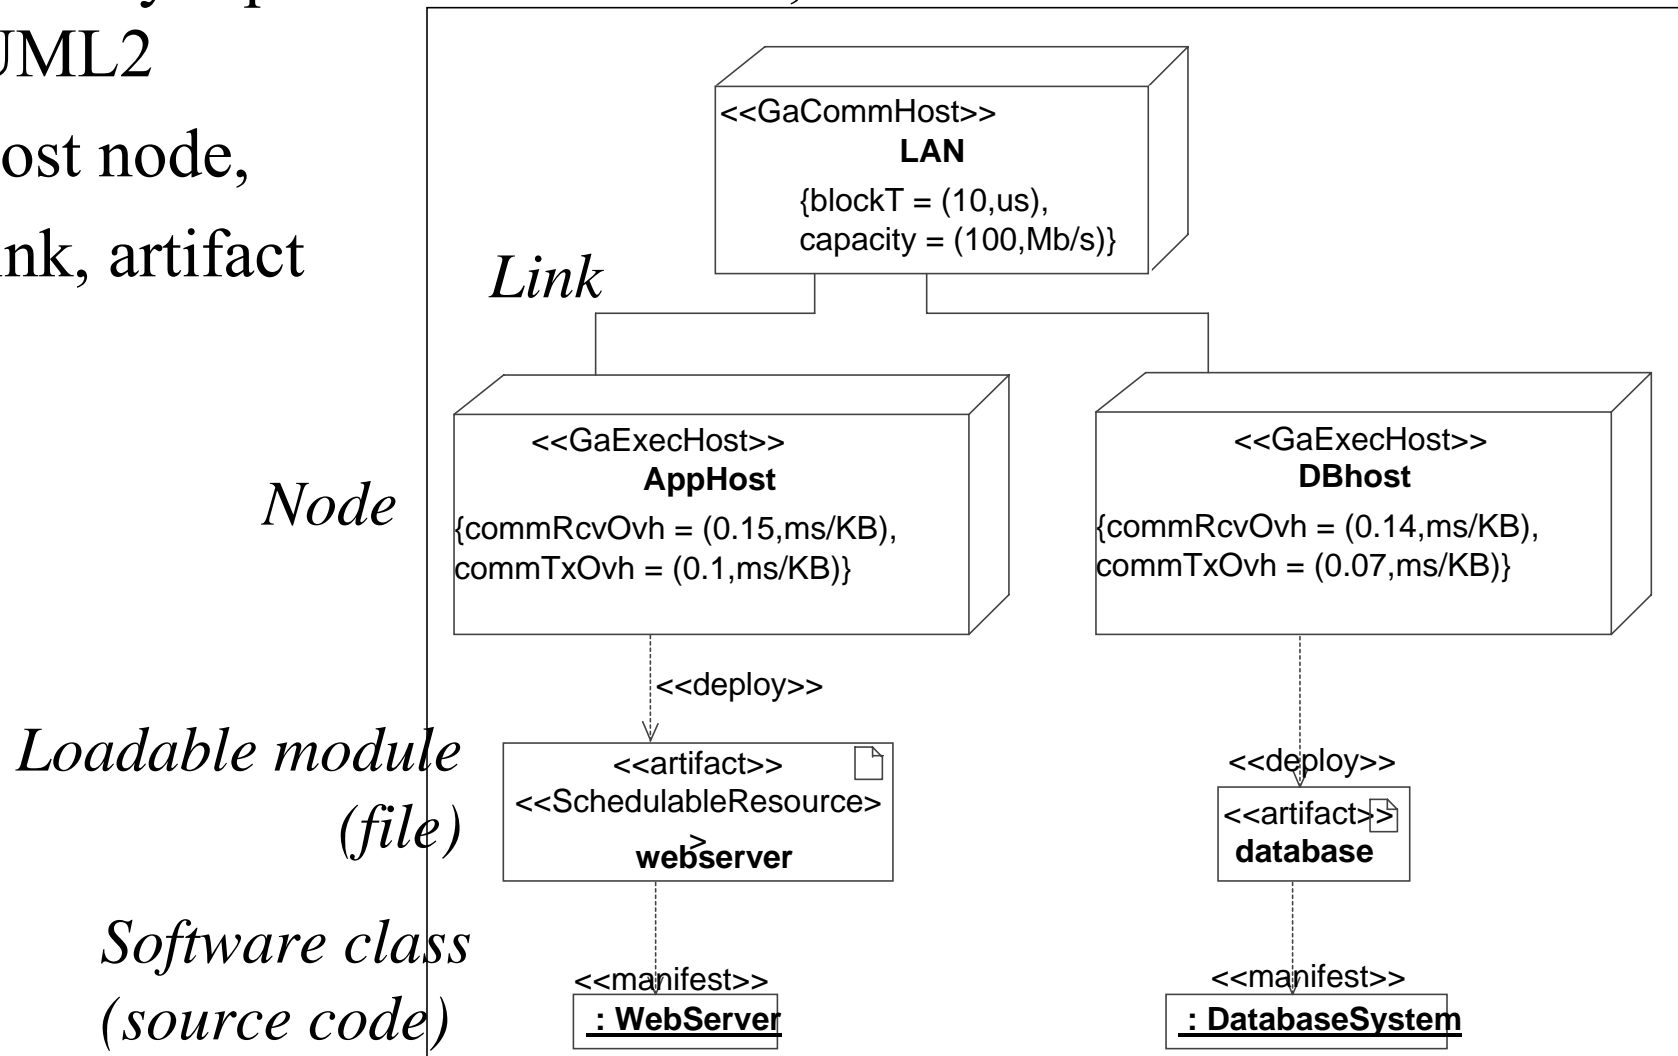 UML2
ost node,
ink, artifact
<<GaCommHost>>
LAN
{blockT = (10,us),
capacity = (100,Mb/s)}
Link
Node
<<GaExecHost>>
AppHost
{commRcvOvh = (0.15,ms/KB),
commTxOvh = (0.1,ms/KB)}
<<GaExecHost>>
DBhost
{commRcvOvh = (0.14,ms/KB),
commTxOvh = (0.07,ms/KB)}
<<deploy>>
<<deploy>>
Loadable module
(file)
<<artifact>>
<<SchedulableResource>
>
webserver
<<artifact>>
database
Software class
(source code)
<<manifest>>
: WebServer
<<manifest>>
: DatabaseSystem